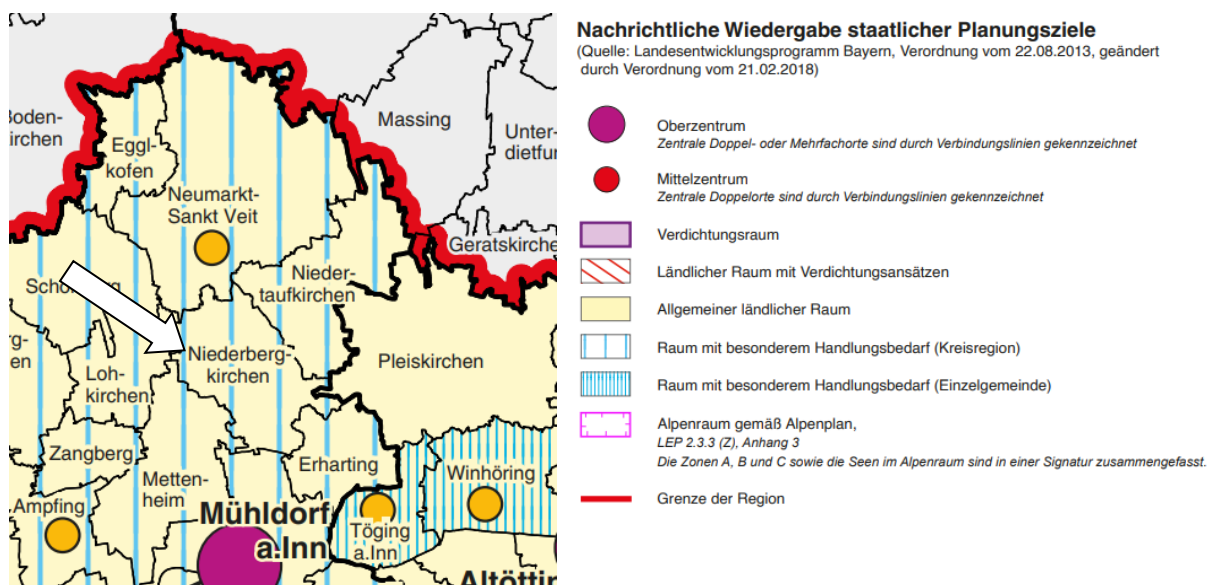 Boden-
kirchen
Eggl-
kofen
Massing
Unter-
dietfur
Neumarkt-
Sankt Veit
Geratskirche
Nieder-
taufkirchen
Niederberg-
kirchen
Pleiskirchen
Loh-
kirchen
Zangberg
Metten-
heim
Erharting
Winhöring
Ampfing
Mühldorf
a.Inn
Töging
a.Inn
Altöttin
Nachrichtliche Wiedergabe staatlicher Planungsziele
(Quelle: Landesentwicklungsprogramm Bayern, Verordnung vom 22.08.2013, geändert
durch Verordnung vom 21.02.2018)
Oberzentrum
Zentrale Doppel- oder Mehrfachorte sind durch Verbindungslinien gekennzeichnet
Mittelzentrum
Zentrale Doppelorte sind durch Verbindungslinien gekennzeichnet
Verdichtungsraum
Ländlicher Raum mit Verdichtungsansätzen
Allgemeiner ländlicher Raum
Raum mit besonderem Handlungsbedarf (Kreisregion)
Raum mit besonderem Handlungsbedarf (Einzelgemeinde)
Alpenraum gemäß Alpenplan,
LEP 2.3.3 (Z), Anhang 3
Die Zonen A, B und C sowie die Seen im Alpenraum sind in einer Signatur zusammengefasst.
Grenze der Region